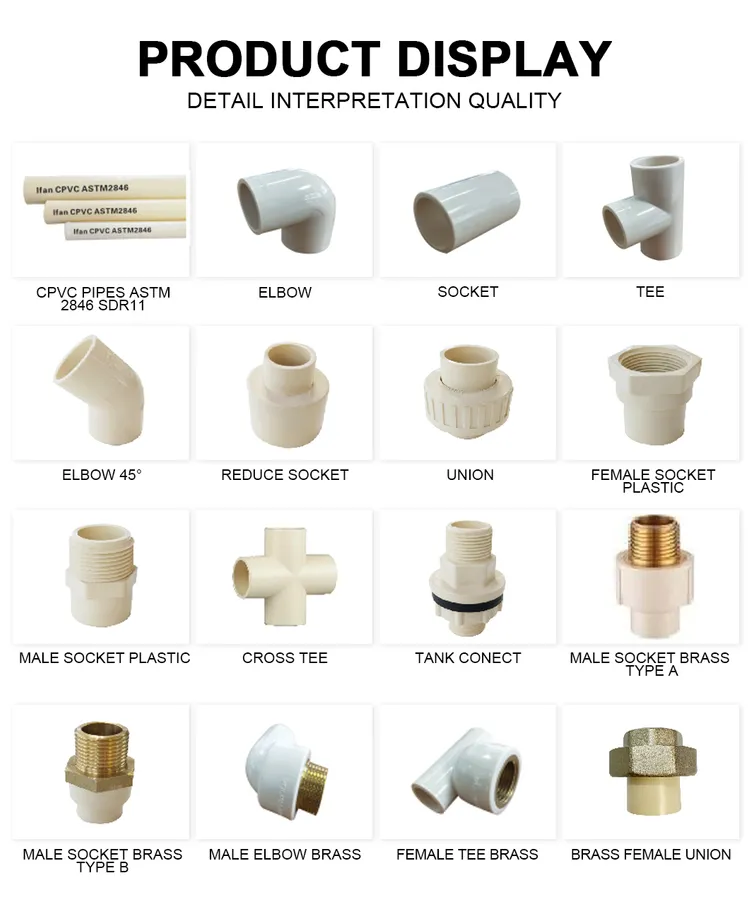 PRODUCT DISPLAY
DETAIL INTERPRETATION QUALITY
Ifan CPVC ASTM2846
Ifan CPVC ASTM2846
Ifan CPVC ASTM2846
CPVC PIPES ASTM
2846 SDR11
ELBOW
SOCKET
TEE
ELBOW 45°
REDUCE SOCKET
UNION
FEMALE SOCKET
PLASTIC
MALE SOCKET PLASTIC
CROSS TEE
TANK CONECT
MALE SOCKET BRASS
TYPE A
MALE SOCKET BRASS
TYPE B
MALE ELBOW BRASS
FEMALE TEE BRASS
BRASS FEMALE UNION